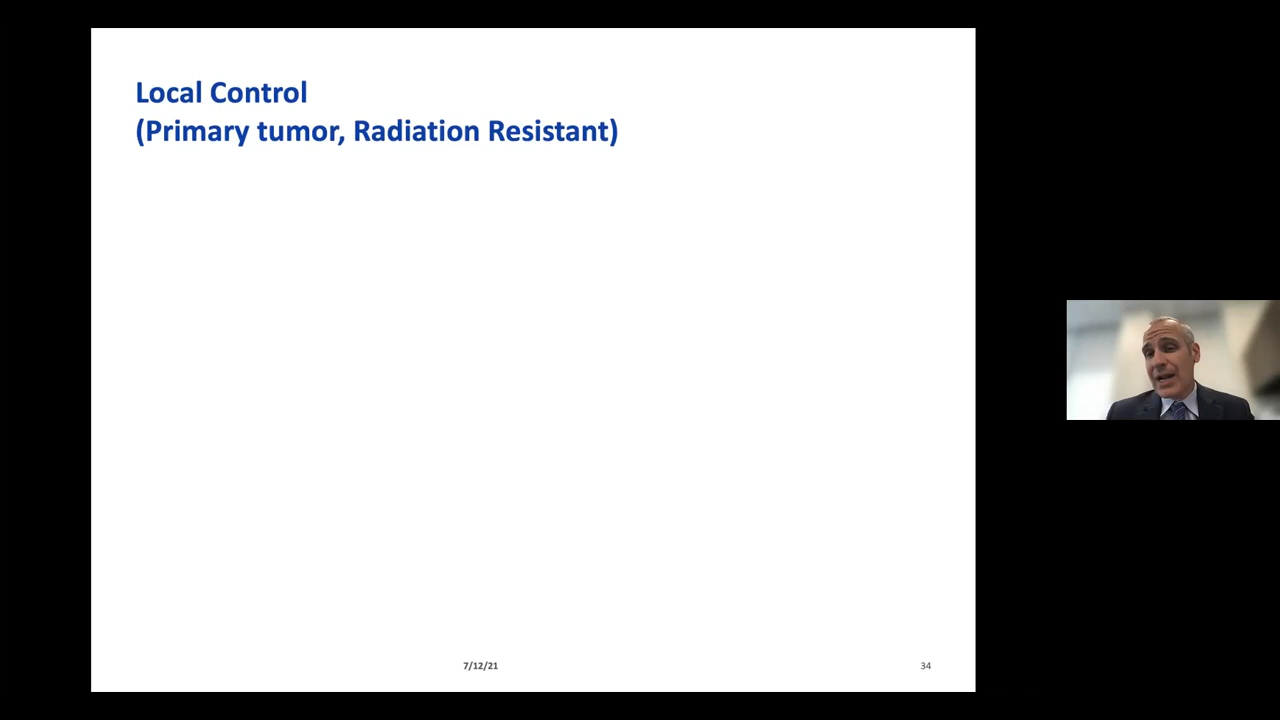 Local Control
(Primary tumor, Radiation Resistant)
7/12/21
34